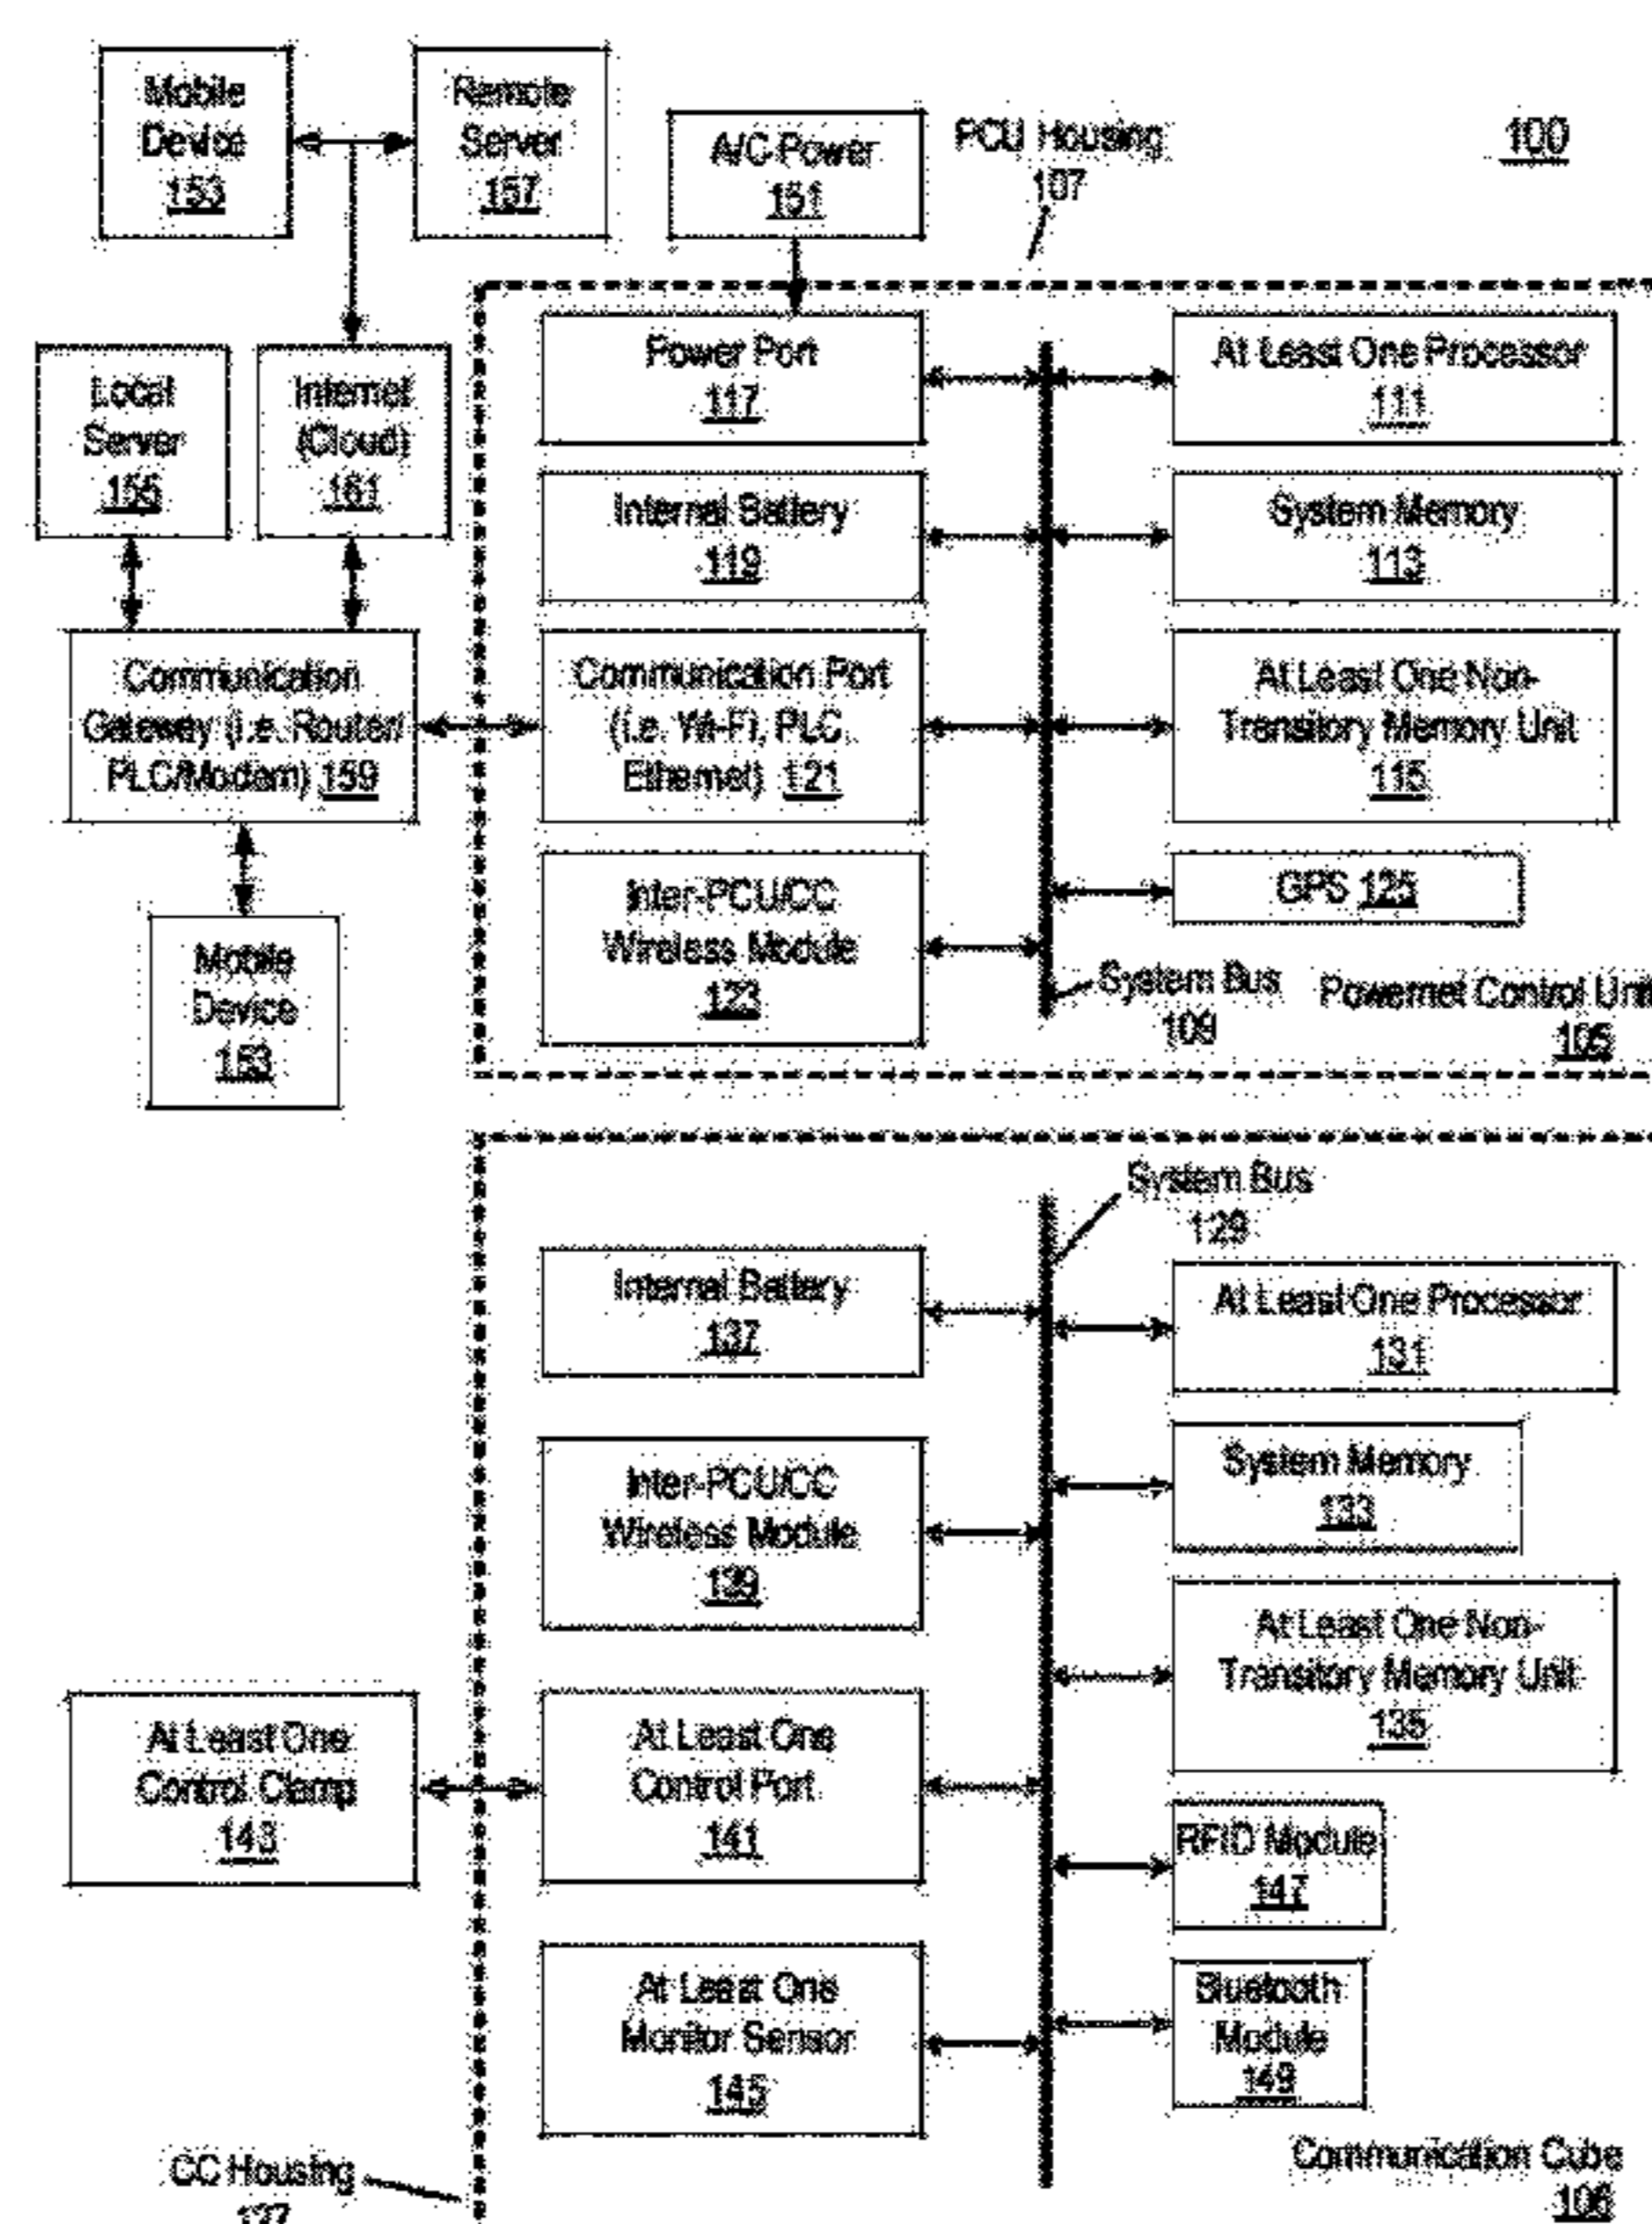 100
Mobile
Device
153
Remote
Server
157
A/C Power
151
PCU Housing
107
Local
Server
155
Internet
(Cloud)
161
Communication
Gateway (i.e. Router/
PLC/Modem) 159
Mobile
Device
153
Power Port
117
Internal Battery
119
Communication Port
(i.e. Wi-Fi), PLC
Ethernet) 121
Inter-PCU/CC
Wireless Module
123
At Least One Processor
111
System Memory
113
At Least One Non-
Transitory Memory Unit
115
GPS 125
System Bus
109
Powernet Control Unit
105
System Bus
129
Internal Battery
137
Inter-PCU/CC
Wireless Module
139
At Least One
Control Clamp
143
At Least One
Control Port
141
At Least One
Monitor Sensor
145
At Least One Processor
131
System Memory
133
At Least One Non-
Transitory Memory Unit
135
RFID Module
147
Bluetooth
Module
149
CC Housing
127
Communication Cube
106